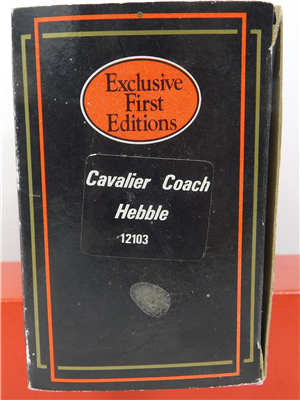 Exclusive
First
Editions
Cavalier Coach
Hebble
12103